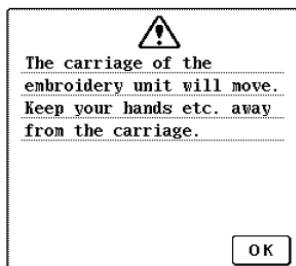 The carriage of the
embroidery unit will move.
Keep your hands etc. away
from the carriage.
OK